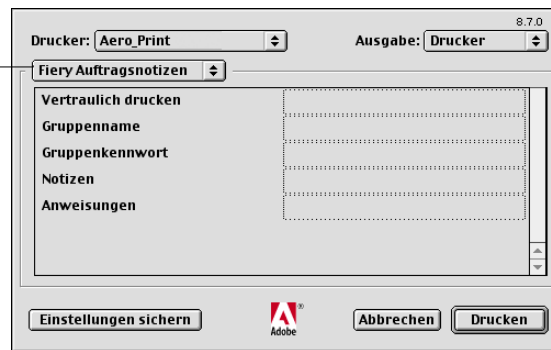 8.7.0
Drucker: Aero_Print Ausgabe: Drucker
Fiery Auftragsnotizen
Vertraulich drucken
Gruppenname
Gruppenkennwort
Notizen
Anweisungen
Einstellungen sichern Adobe® Abbrechen Drucken